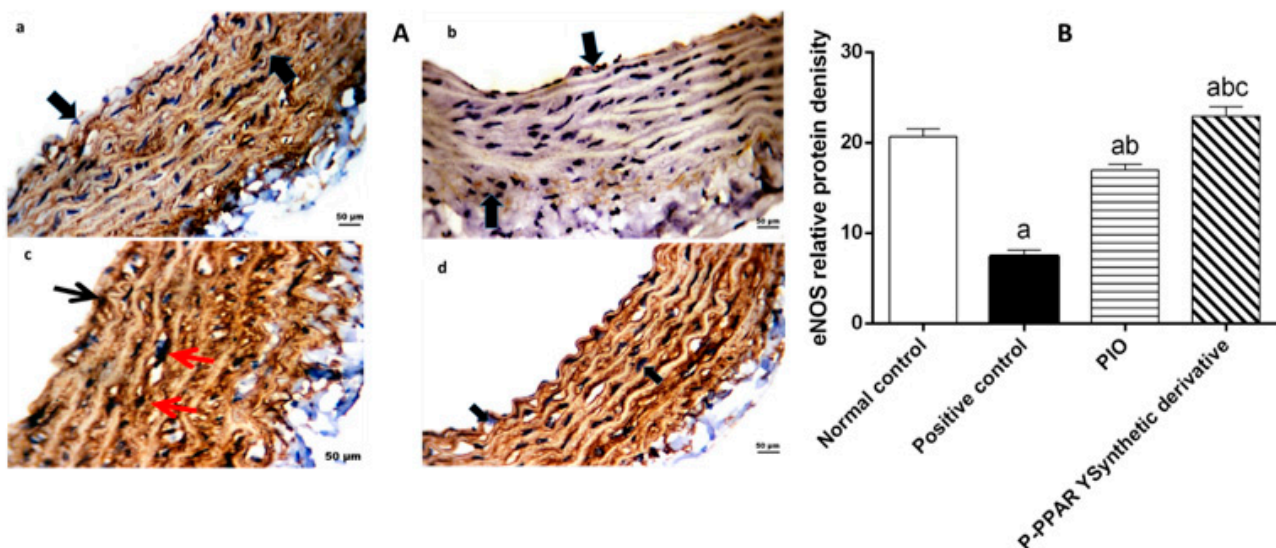 a
A
b
50 µm
50 µm
c
50 µm
d
50 µm
B
eNOS relative protein denisity
30
20
10
0
a
ab
abc
Normal control
Positive control
PIO
P-PPAR YSynthetic derivative